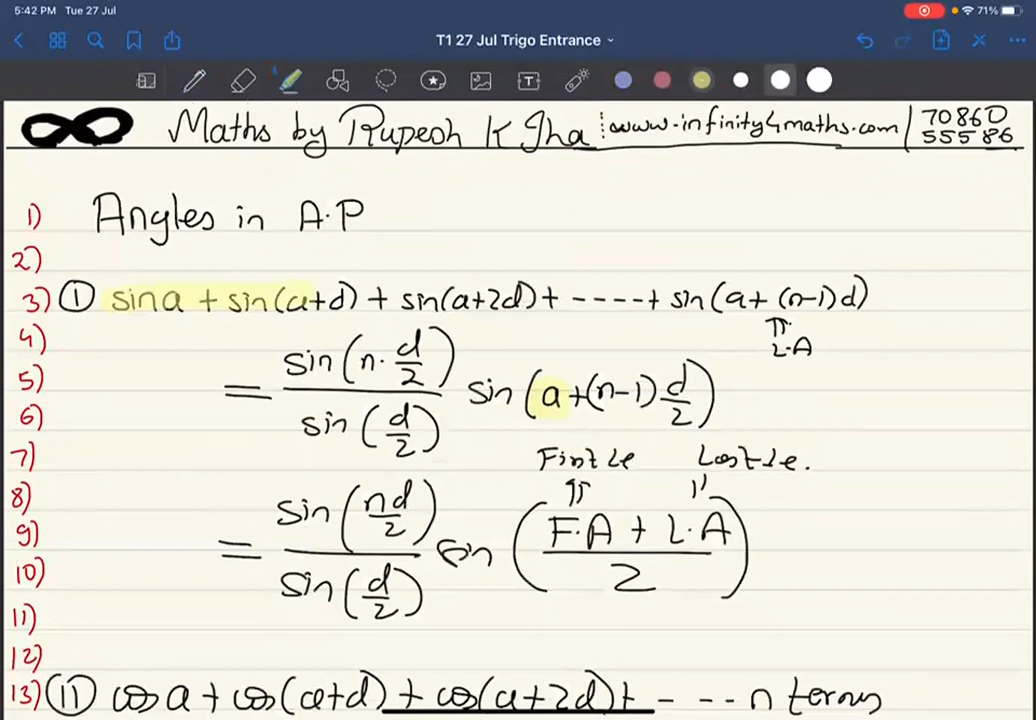 5:42 PM Tue 27 Jul 71%
T1 27 Jul Trigo Entrance
Maths by Rupesh K Jha www.infinity4maths.com 70860
55586
1) Angles in A.P
2)
3) ① sin a + sin(a+d) + sin(a+2d) + ---- + sin(a+(n-1)d)
4) L.A
5) = sin(n·d/2) / sin(d/2) sin(a+(n-1)d/2)
6)
7) First ∠e Last ∠e.
8)
9) = sin(nd/2) / sin(d/2) sin((F.A + L.A)/2)
10)
11)
12)
13) (11) cos a + cos(a+d) + cos(a+2d) + ---- n terms